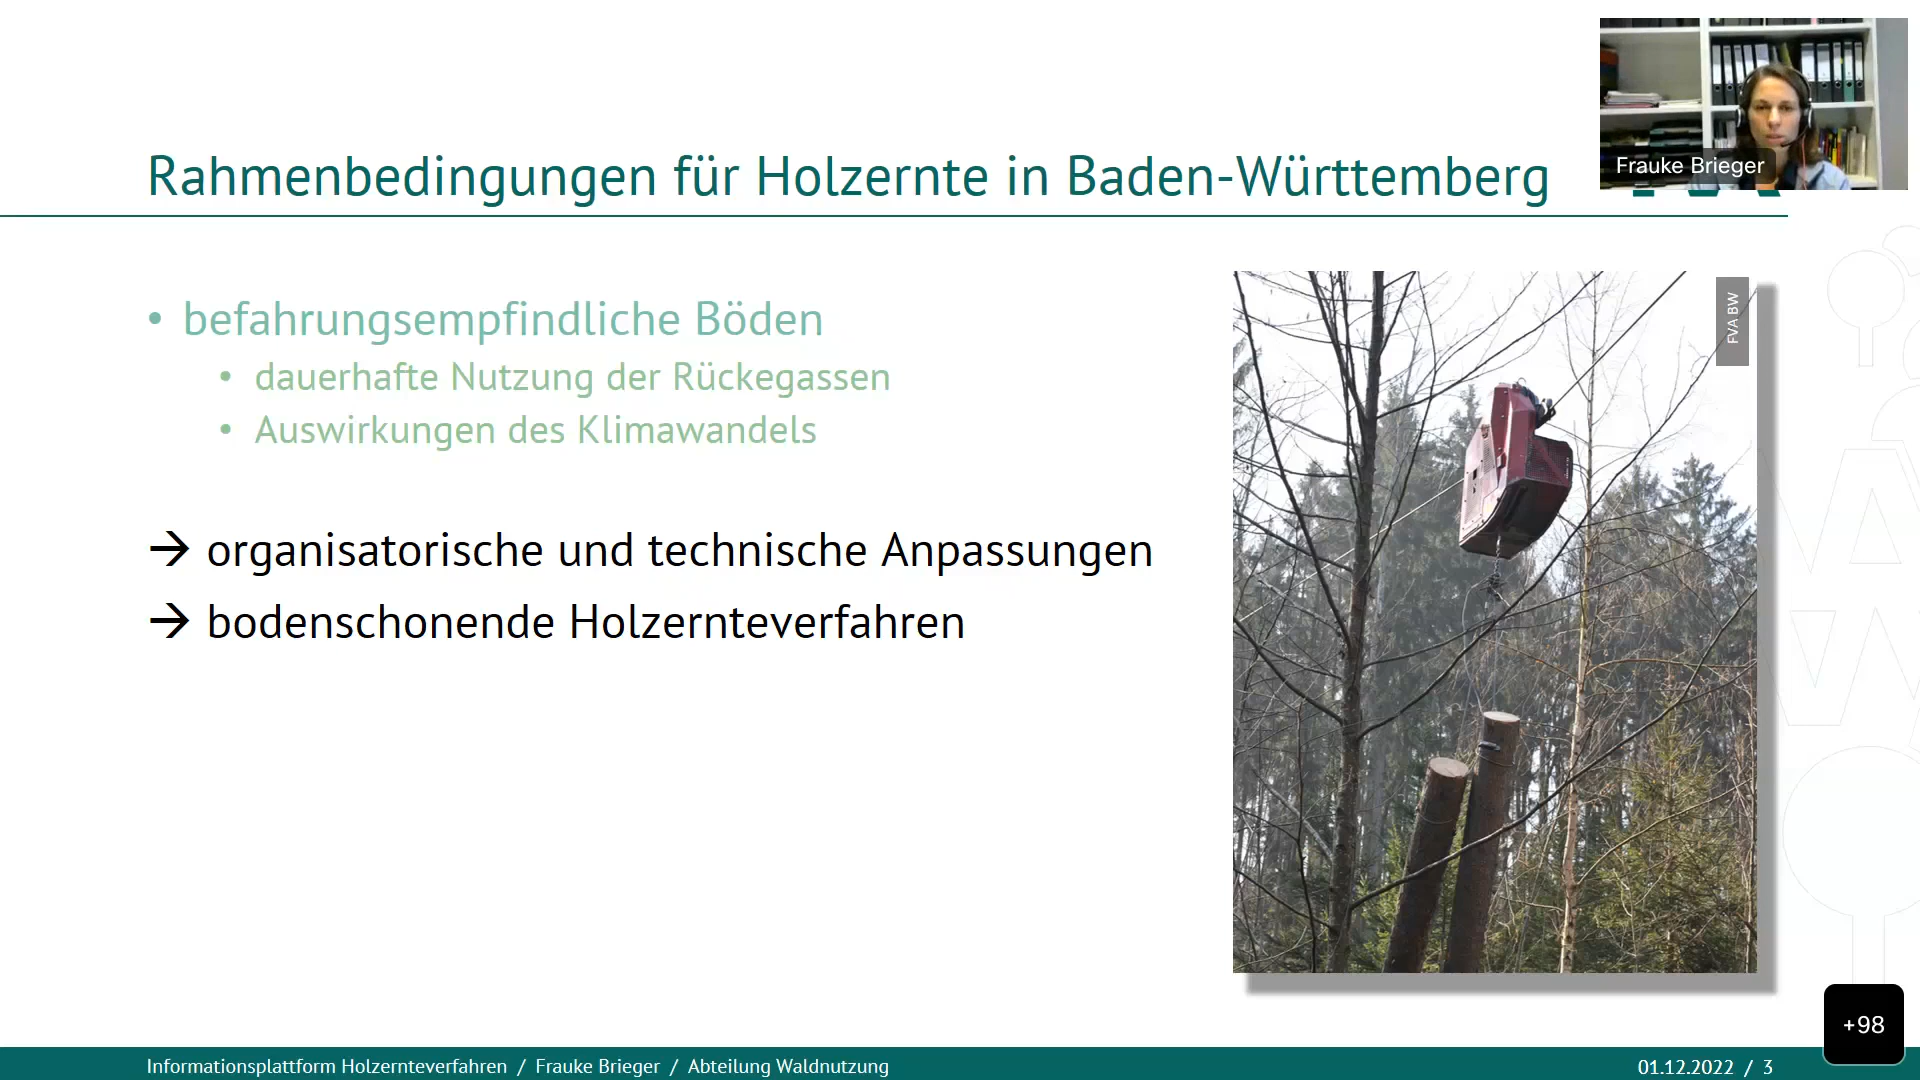 Rahmenbedingungen für Holzernte in Baden-Württemberg
Frauke Brieger
• befahrungsempfindliche Böden
• dauerhafte Nutzung der Rückegassen
• Auswirkungen des Klimawandels
→ organisatorische und technische Anpassungen
→ bodenschonende Holzernteverfahren
FVA BW
+98
Informationsplattform Holzernteverfahren / Frauke Brieger / Abteilung Waldnutzung
01.12.2022 / 3